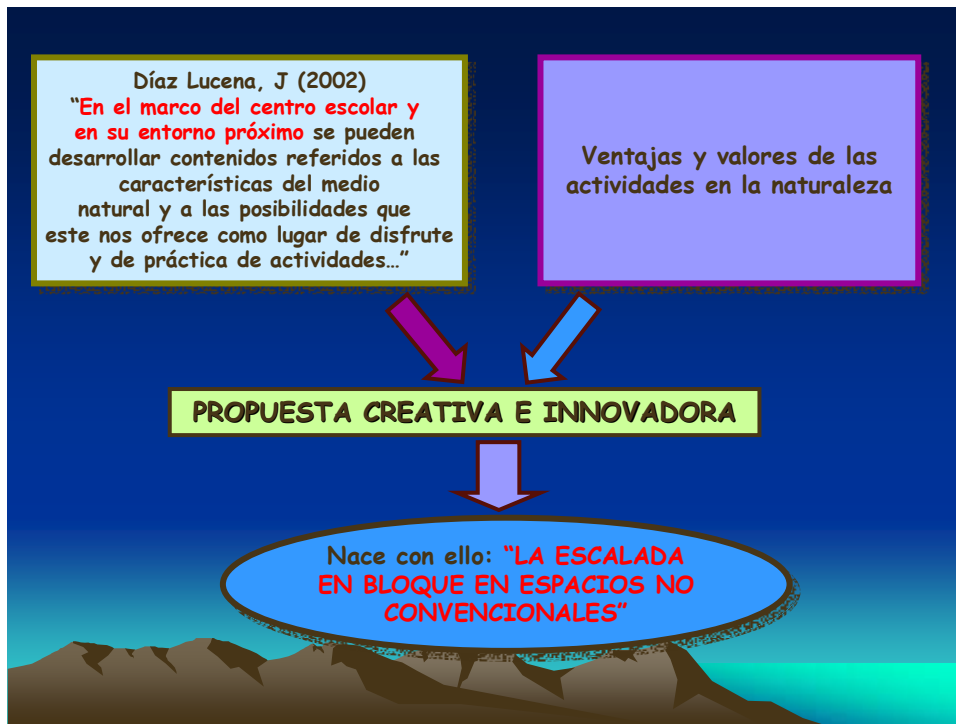 Díaz Lucena, J (2002)
“En el marco del centro escolar y
en su entorno próximo se pueden
desarrollar contenidos referidos a las
características del medio
natural y a las posibilidades que
este nos ofrece como lugar de disfrute
y de práctica de actividades…”
Ventajas y valores de las
actividades en la naturaleza
PROPUESTA CREATIVA E INNOVADORA
Nace con ello: “LA ESCALADA
EN BLOQUE EN ESPACIOS NO
CONVENCIONALES”